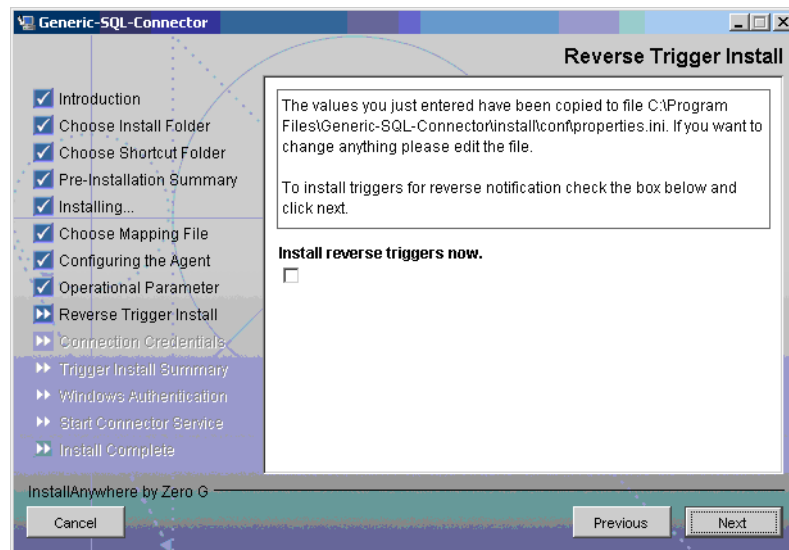 Generic-SQL-Connector
Reverse Trigger Install
Introduction
Choose Install Folder
Choose Shortcut Folder
Pre-Installation Summary
Installing...
Choose Mapping File
Configuring the Agent
Operational Parameter
Reverse Trigger Install
Connection Credentials
Trigger Install Summary
Windows Authentication
Start Connector Service
Install Complete
The values you just entered have been copied to file C:\Program
Files\Generic-SQL-Connector\install\conf\properties.ini. If you want to
change anything please edit the file.
To install triggers for reverse notification check the box below and
click next.
Install reverse triggers now.
InstallAnywhere by Zero G
Cancel
Previous
Next